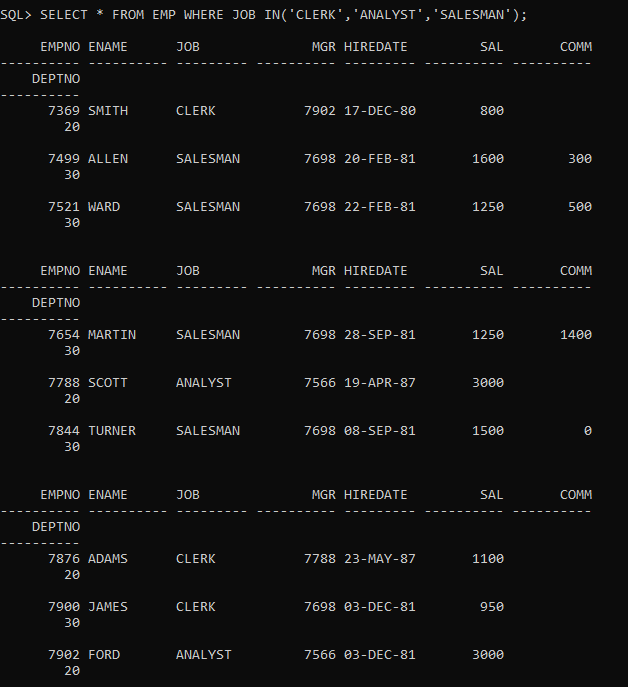 SQL> SELECT * FROM EMP WHERE JOB IN('CLERK','ANALYST','SALESMAN');
     EMPNO ENAME      JOB              MGR HIREDATE         SAL       COMM
---------- ---------- --------- ---------- --------- ---------- ----------
    DEPTNO
----------
      7369 SMITH      CLERK           7902 17-DEC-80        800
        20
      7499 ALLEN      SALESMAN        7698 20-FEB-81       1600        300
        30
      7521 WARD       SALESMAN        7698 22-FEB-81       1250        500
        30
     EMPNO ENAME      JOB              MGR HIREDATE         SAL       COMM
---------- ---------- --------- ---------- --------- ---------- ----------
    DEPTNO
----------
      7654 MARTIN     SALESMAN        7698 28-SEP-81       1250       1400
        30
      7788 SCOTT      ANALYST         7566 19-APR-87       3000
        20
      7844 TURNER     SALESMAN        7698 08-SEP-81       1500          0
        30
     EMPNO ENAME      JOB              MGR HIREDATE         SAL       COMM
---------- ---------- --------- ---------- --------- ---------- ----------
    DEPTNO
----------
      7876 ADAMS      CLERK           7788 23-MAY-87       1100
        20
      7900 JAMES      CLERK           7698 03-DEC-81        950
        30
      7902 FORD       ANALYST         7566 03-DEC-81       3000
        20